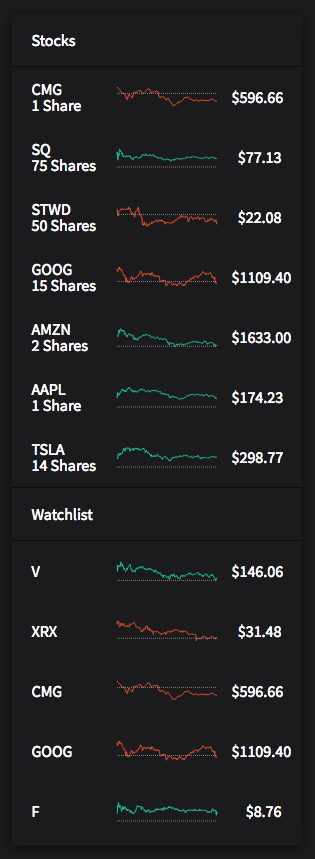 Stocks
CMG
1 Share
$596.66
SQ
75 Shares
$77.13
STWD
50 Shares
$22.08
GOOG
15 Shares
$1109.40
AMZN
2 Shares
$1633.00
AAPL
1 Share
$174.23
TSLA
14 Shares
$298.77
Watchlist
V
$146.06
XRX
$31.48
CMG
$596.66
GOOG
$1109.40
F
$8.76